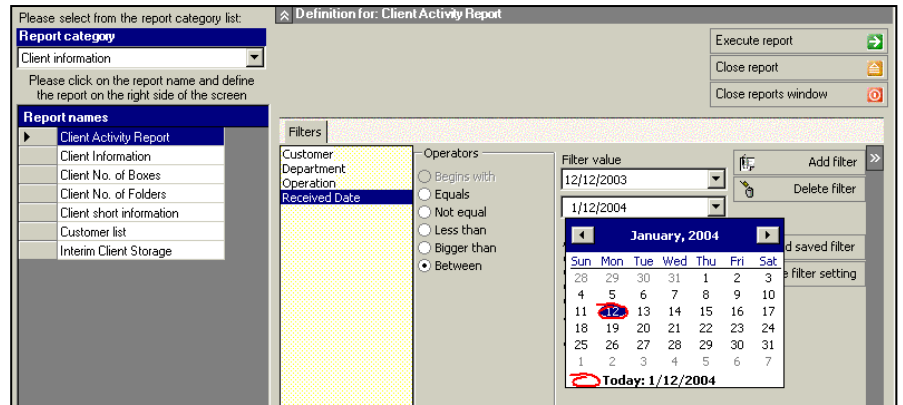 Please select from the report category list:
Report category
Client information
Please click on the report name and define
the report on the right side of the screen
Report names
Client Activity Report
Client Information
Client No. of Boxes
Client No. of Folders
Client short information
Customer list
Interim Client Storage
Definition for: Client Activity Report
Execute report
Close report
Close reports window
Filters
Customer
Department
Operation
Received Date
Operators
Begins with
Equals
Not equal
Less than
Bigger than
Between
Filter value
12/12/2003
1/12/2004
Add filter
Delete filter
d saved filter
e filter setting
January, 2004
Sun Mon Tue Wed Thu Fri Sat
28 29 30 31 1 2 3
4 5 6 7 8 9 10
11 12 13 14 15 16 17
18 19 20 21 22 23 24
25 26 27 28 29 30 31
1 2 3 4 5 6 7
Today: 1/12/2004